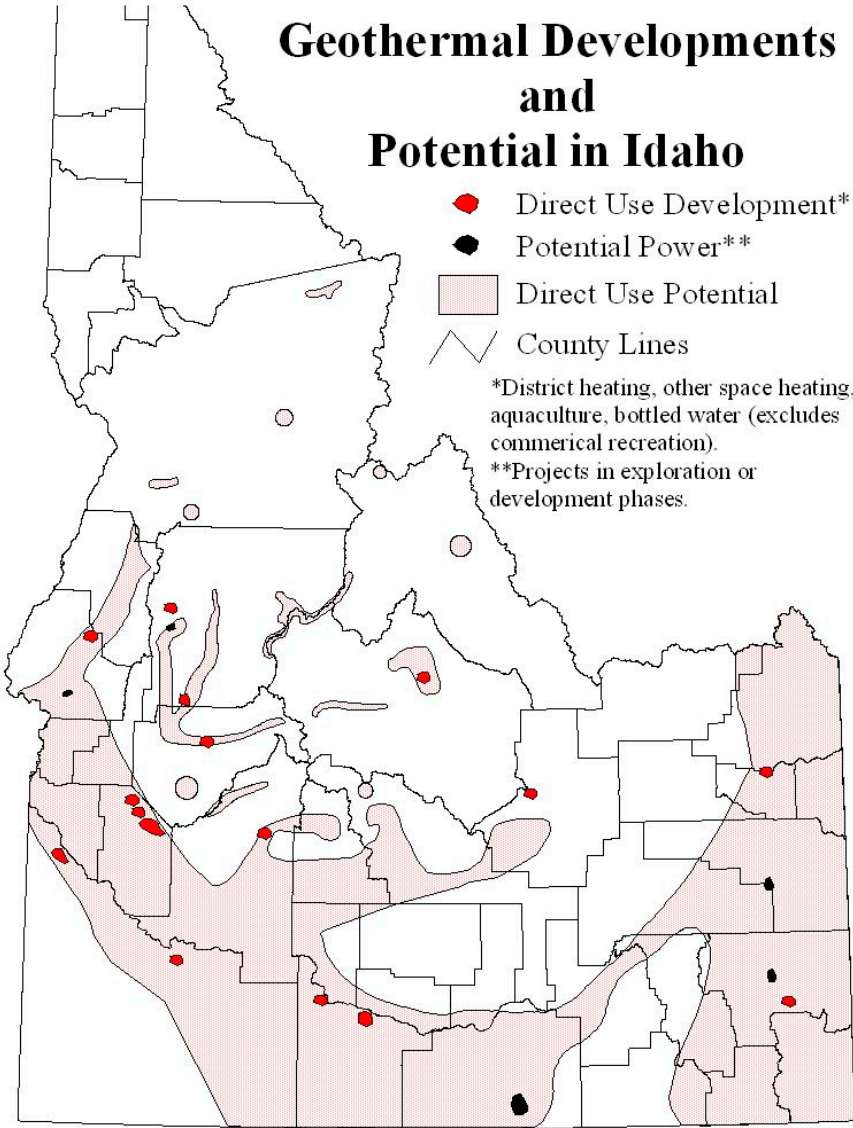 Geothermal Developments
and
Potential in Idaho
Direct Use Development*
Potential Power**
Direct Use Potential
County Lines
*District heating, other space heating,
aquaculture, bottled water (excludes
commerical recreation).
**Projects in exploration or
development phases.